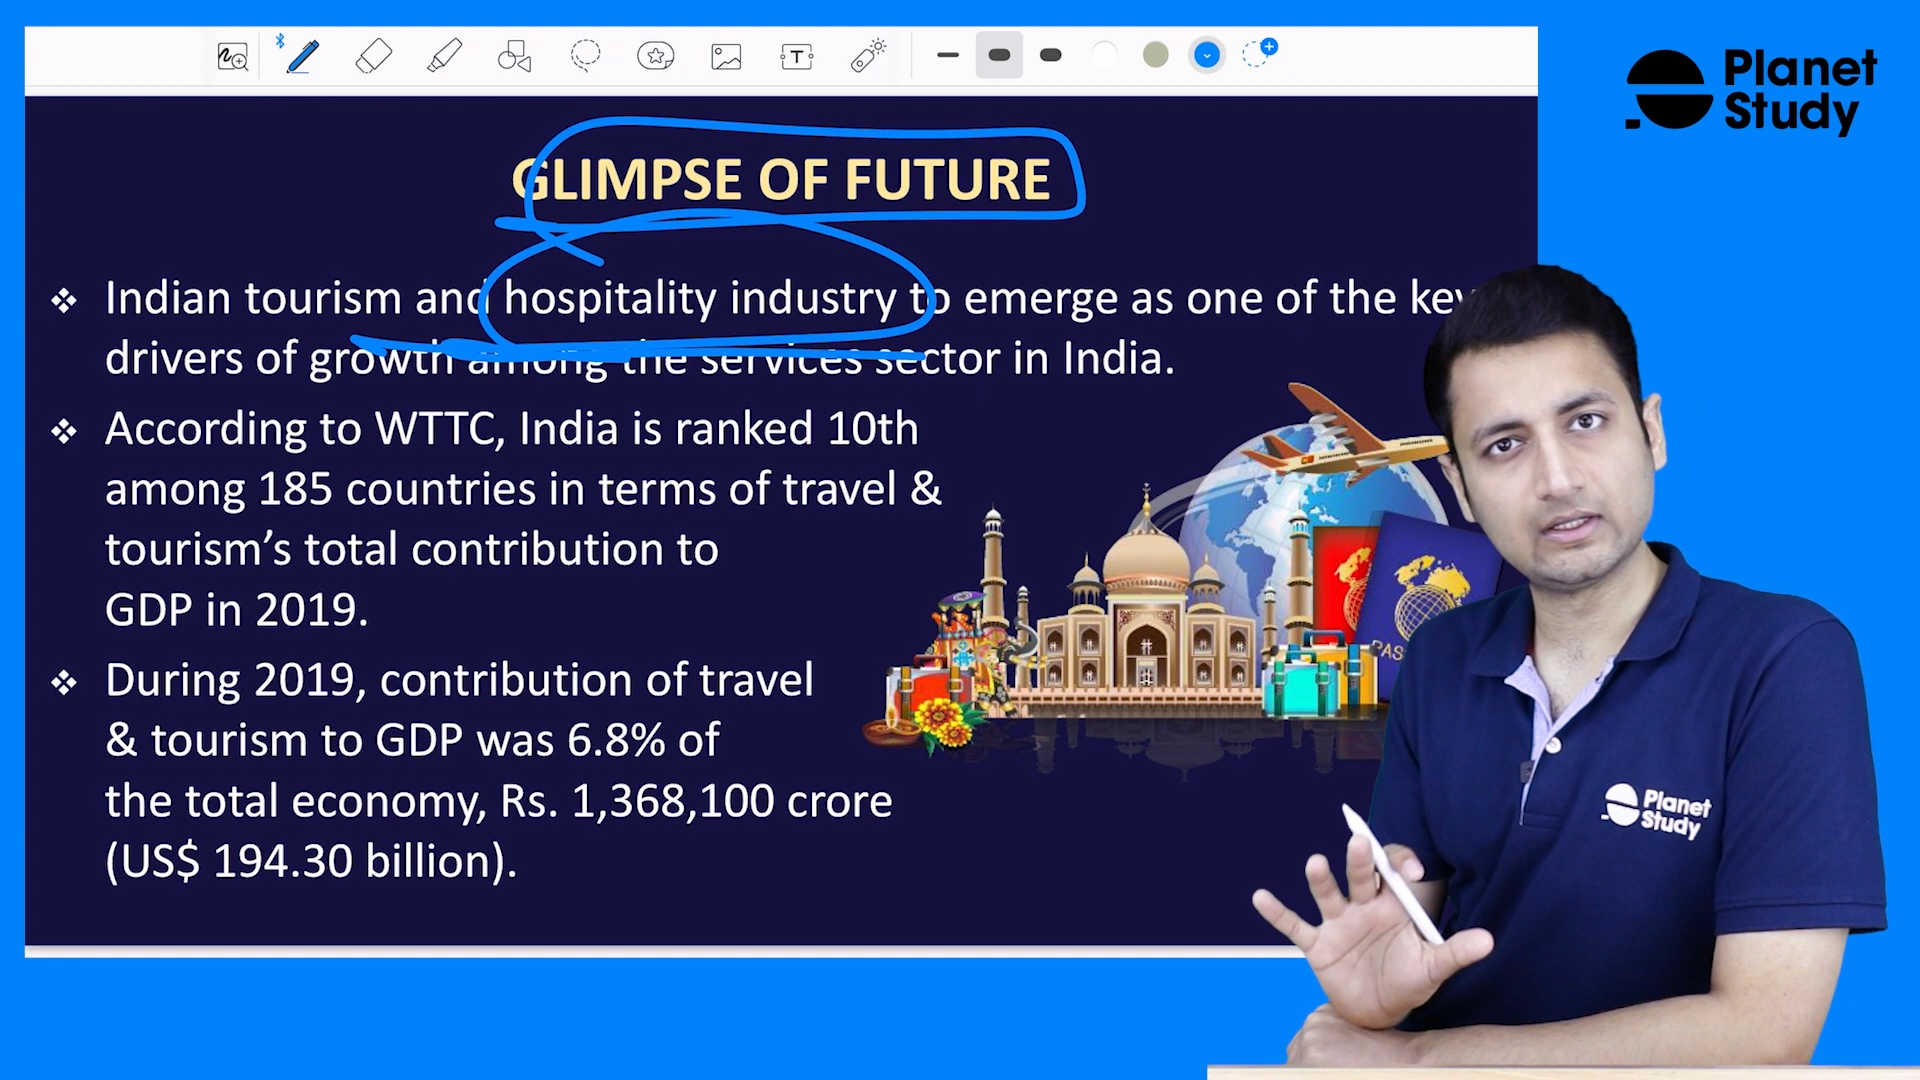 Planet
Study
GLIMPSE OF FUTURE
❖ Indian tourism and hospitality industry to emerge as one of the key
drivers of growth among the services sector in India.
❖ According to WTTC, India is ranked 10th
among 185 countries in terms of travel &
tourism’s total contribution to
GDP in 2019.
❖ During 2019, contribution of travel
& tourism to GDP was 6.8% of
the total economy, Rs. 1,368,100 crore
(US$ 194.30 billion).
PAS
Planet
Study